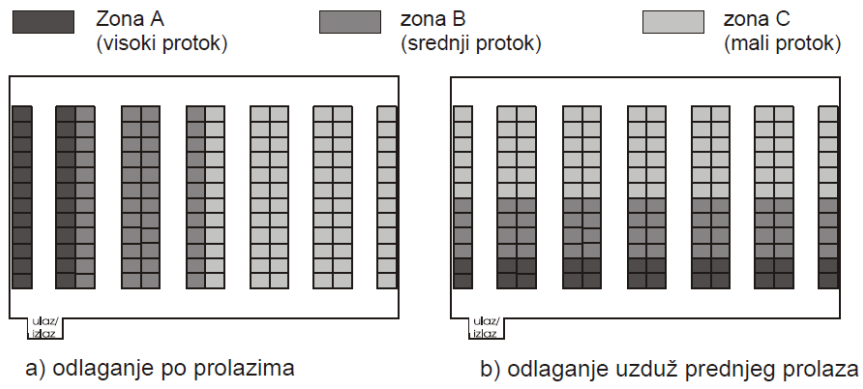 Zona A
(visoki protok)
zona B
(srednji protok)
zona C
(mali protok)
ulaz/
izlaz
ulaz/
izlaz
a) odlaganje po prolazima
b) odlaganje uzduž prednjeg prolaza